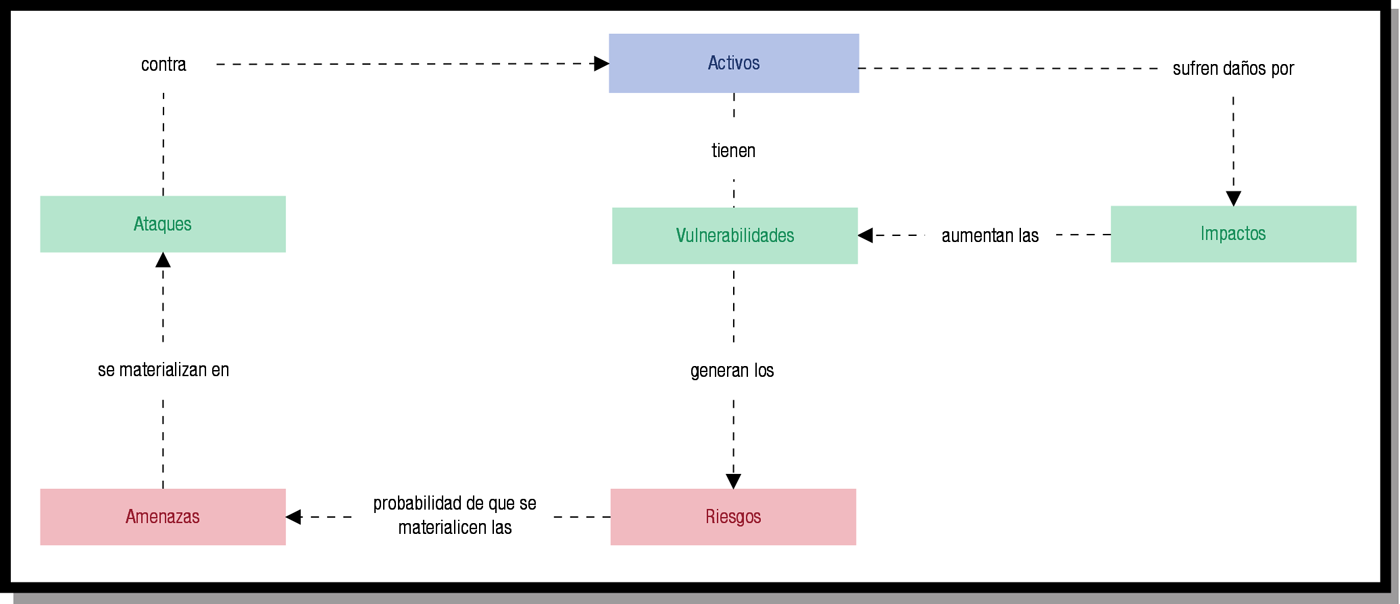 contra
Activos
sufren daños por
tienen
Ataques
Vulnerabilidades
aumentan las
Impactos
se materializan en
generan los
Amenazas
probabilidad de que se
materialicen las
Riesgos